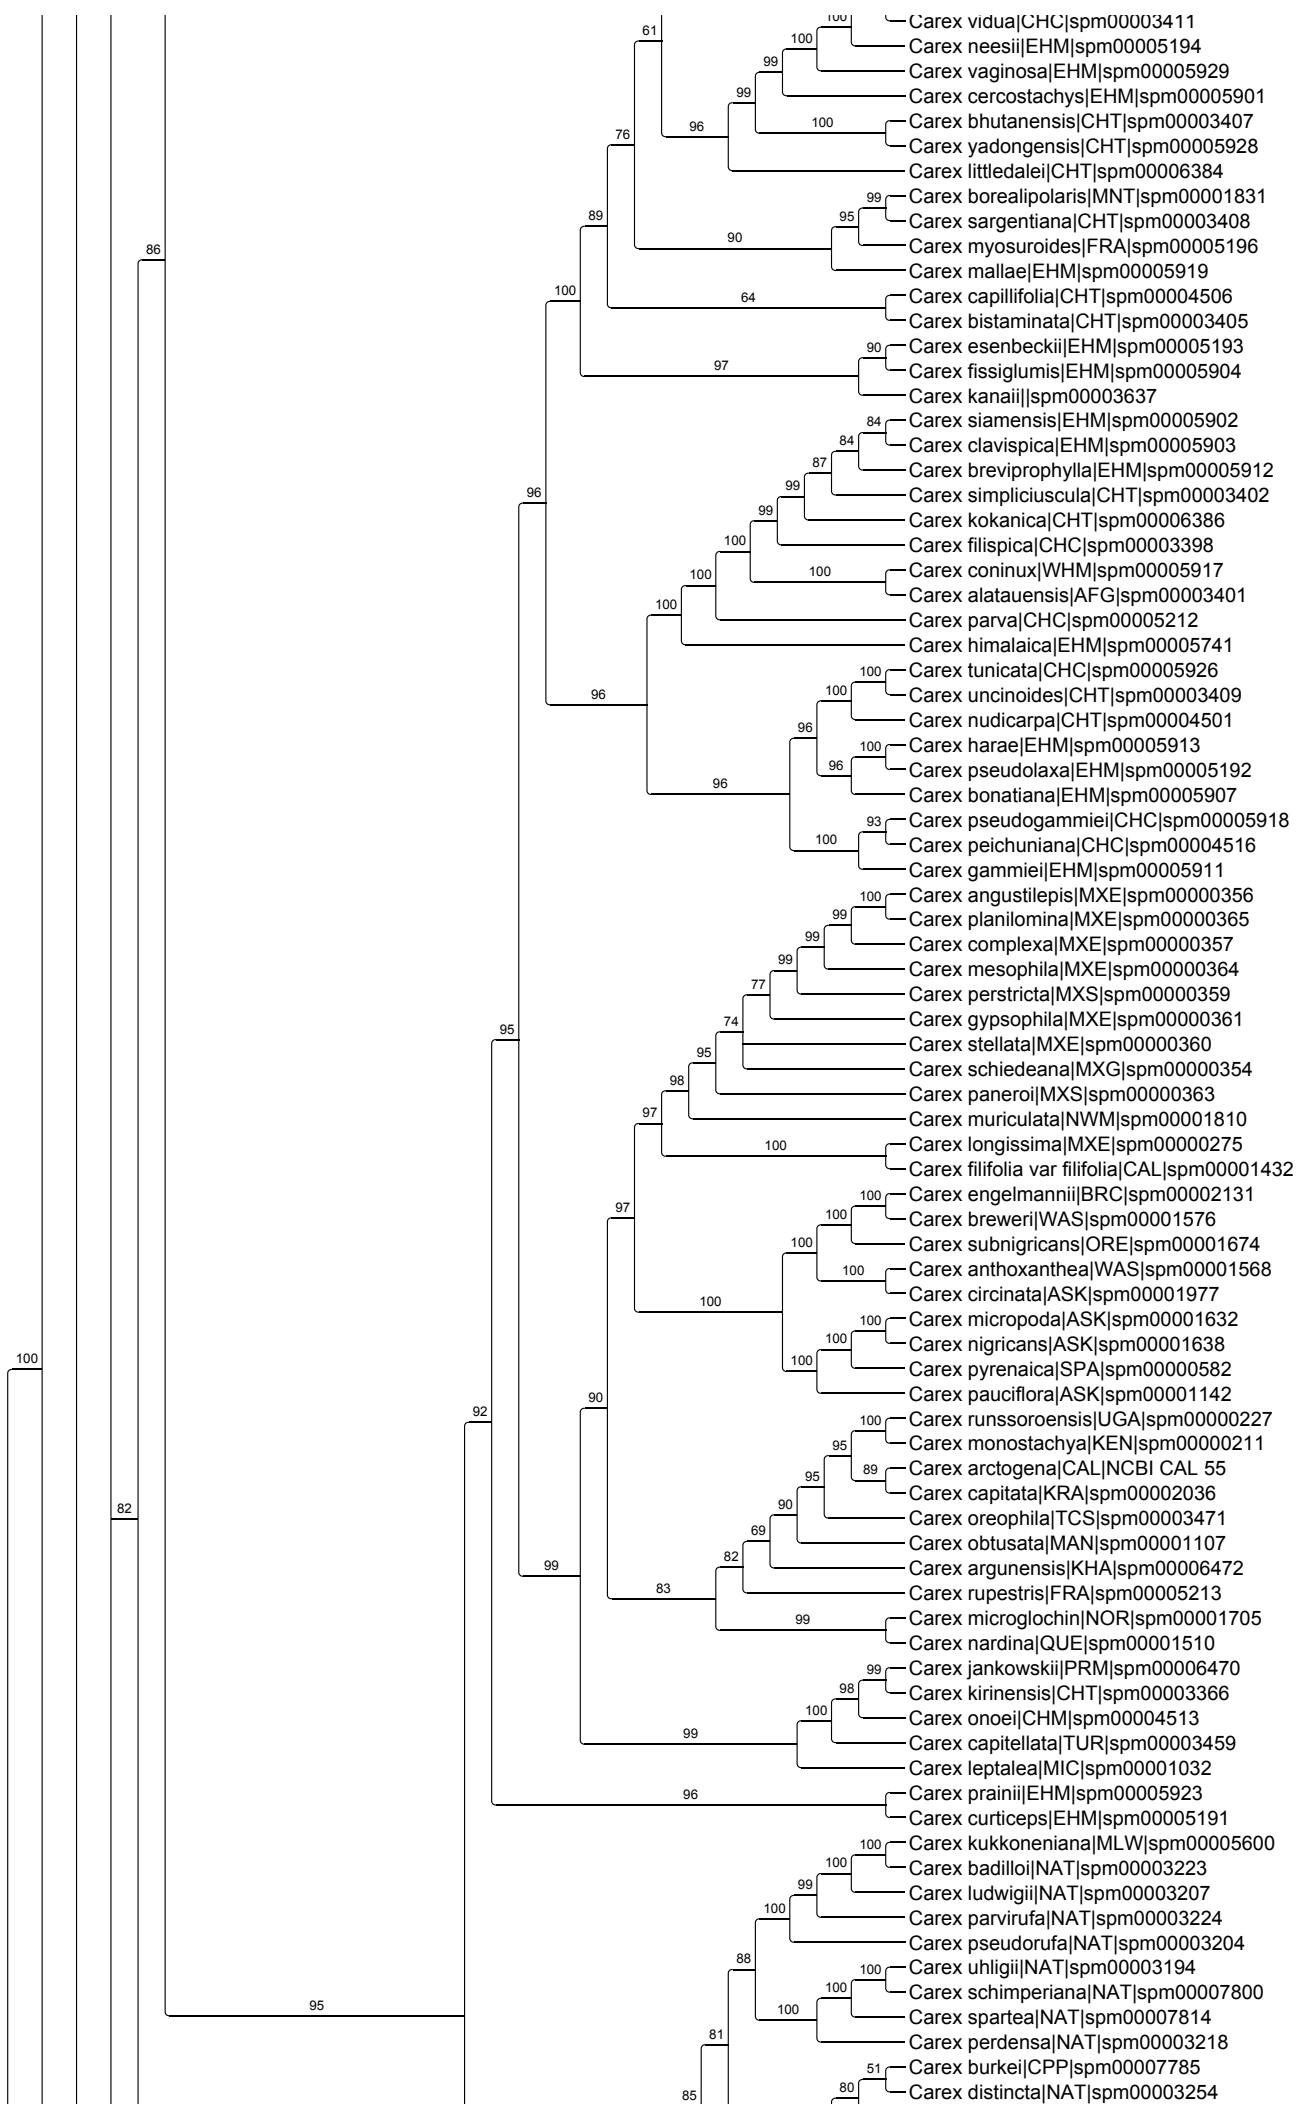 100
Carex vidua|CHC|spm00003411
61
100
Carex neesii|EHM|spm00005194
99
Carex vaginosa|EHM|spm00005929
99
Carex cercostachys|EHM|spm00005901
76
96
100
Carex bhutanensis|CHT|spm00003407
Carex yadongensis|CHT|spm00005928
Carex littledalei|CHT|spm00006384
99
Carex borealipolaris|MNT|spm00001831
89
95
Carex sargentiana|CHT|spm00003408
86
90
Carex myosuroides|FRA|spm00005196
Carex mallae|EHM|spm00005919
100
64
Carex capillifolia|CHT|spm00004506
Carex bistaminata|CHT|spm00003405
90
Carex esenbeckii|EHM|spm00005193
97
Carex fissiglumis|EHM|spm00005904
Carex kanaii||spm00003637
84
Carex siamensis|EHM|spm00005902
84
Carex clavispica|EHM|spm00005903
87
Carex breviprophylla|EHM|spm00005912
96
99
Carex simpliciuscula|CHT|spm00003402
99
Carex kokanica|CHT|spm00006386
100
Carex filispica|CHC|spm00003398
100
100
Carex coninux|WHM|spm00005917
Carex alatauensis|AFG|spm00003401
100
Carex parva|CHC|spm00005212
Carex himalaica|EHM|spm00005741
100
Carex tunicata|CHC|spm00005926
96
100
Carex uncinoides|CHT|spm00003409
Carex nudicarpa|CHT|spm00004501
96
100
Carex harae|EHM|spm00005913
96
Carex pseudolaxa|EHM|spm00005192
96
Carex bonatiana|EHM|spm00005907
93
Carex pseudogammiei|CHC|spm00005918
100
Carex peichuniana|CHC|spm00004516
Carex gammiei|EHM|spm00005911
100
Carex angustilepis|MXE|spm00000356
99
Carex planilomina|MXE|spm00000365
99
Carex complexa|MXE|spm00000357
99
Carex mesophila|MXE|spm00000364
77
Carex perstricta|MXS|spm00000359
74
Carex gypsophila|MXE|spm00000361
95
95
Carex stellata|MXE|spm00000360
98
Carex schiedeana|MXG|spm00000354
Carex paneroi|MXS|spm00000363
97
Carex muriculata|NWM|spm00001810
100
Carex longissima|MXE|spm00000275
Carex filifolia var filifolia|CAL|spm00001432
97
100
Carex engelmannii|BRC|spm00002131
100
Carex breweri|WAS|spm00001576
100
Carex subnigricans|ORE|spm00001674
100
Carex anthoxanthea|WAS|spm00001568
Carex circinata|ASK|spm00001977
100
100
Carex micropoda|ASK|spm00001632
100
Carex nigricans|ASK|spm00001638
100
100
Carex pyrenaica|SPA|spm00000582
Carex pauciflora|ASK|spm00001142
92
90
100
Carex runssoroensis|UGA|spm00000227
95
Carex monostachya|KEN|spm00000211
95
89
Carex arctogena|CAL|NCBI CAL 55
Carex capitata|KRA|spm00002036
82
90
Carex oreophila|TCS|spm00003471
69
Carex obtusata|MAN|spm00001107
99
82
Carex argunensis|KHA|spm00006472
83
Carex rupestris|FRA|spm00005213
99
Carex microglochin|NOR|spm00001705
Carex nardina|QUE|spm00001510
99
Carex jankowskii|PRM|spm00006470
98
Carex kirinensis|CHT|spm00003366
100
Carex onoei|CHM|spm00004513
99
Carex capitellata|TUR|spm00003459
Carex leptalea|MIC|spm00001032
96
Carex prainii|EHM|spm00005923
Carex curticeps|EHM|spm00005191
100
Carex kukkoneniana|MLW|spm00005600
100
Carex badilloi|NAT|spm00003223
99
Carex ludwigii|NAT|spm00003207
100
Carex parvirufa|NAT|spm00003224
Carex pseudorufa|NAT|spm00003204
88
100
Carex uhligii|NAT|spm00003194
100
Carex schimperiana|NAT|spm00007800
95
100
Carex spartea|NAT|spm00007814
81
Carex perdensa|NAT|spm00003218
51
Carex burkei|CPP|spm00007785
85
80
Carex distincta|NAT|spm00003254